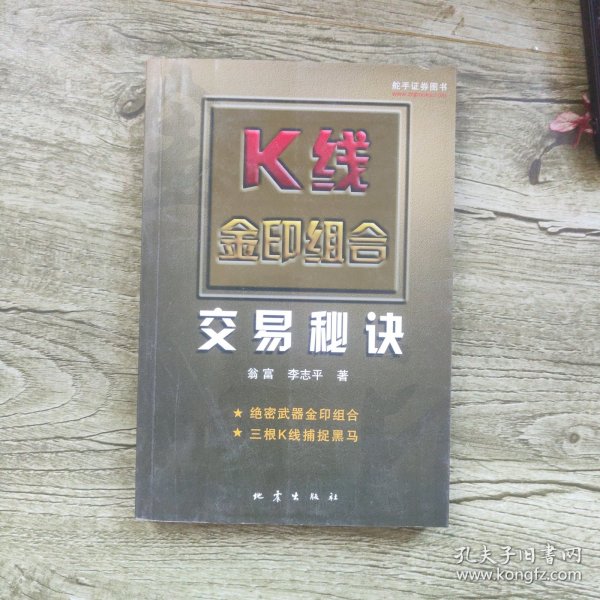 舵手证券图书
K线
金印组合
交易秘诀
翁富 李志平 著
★ 绝密武器金印组合
★ 三根K线捕捉黑马
地震出版社
孔夫子旧书网
www.kongfz.com